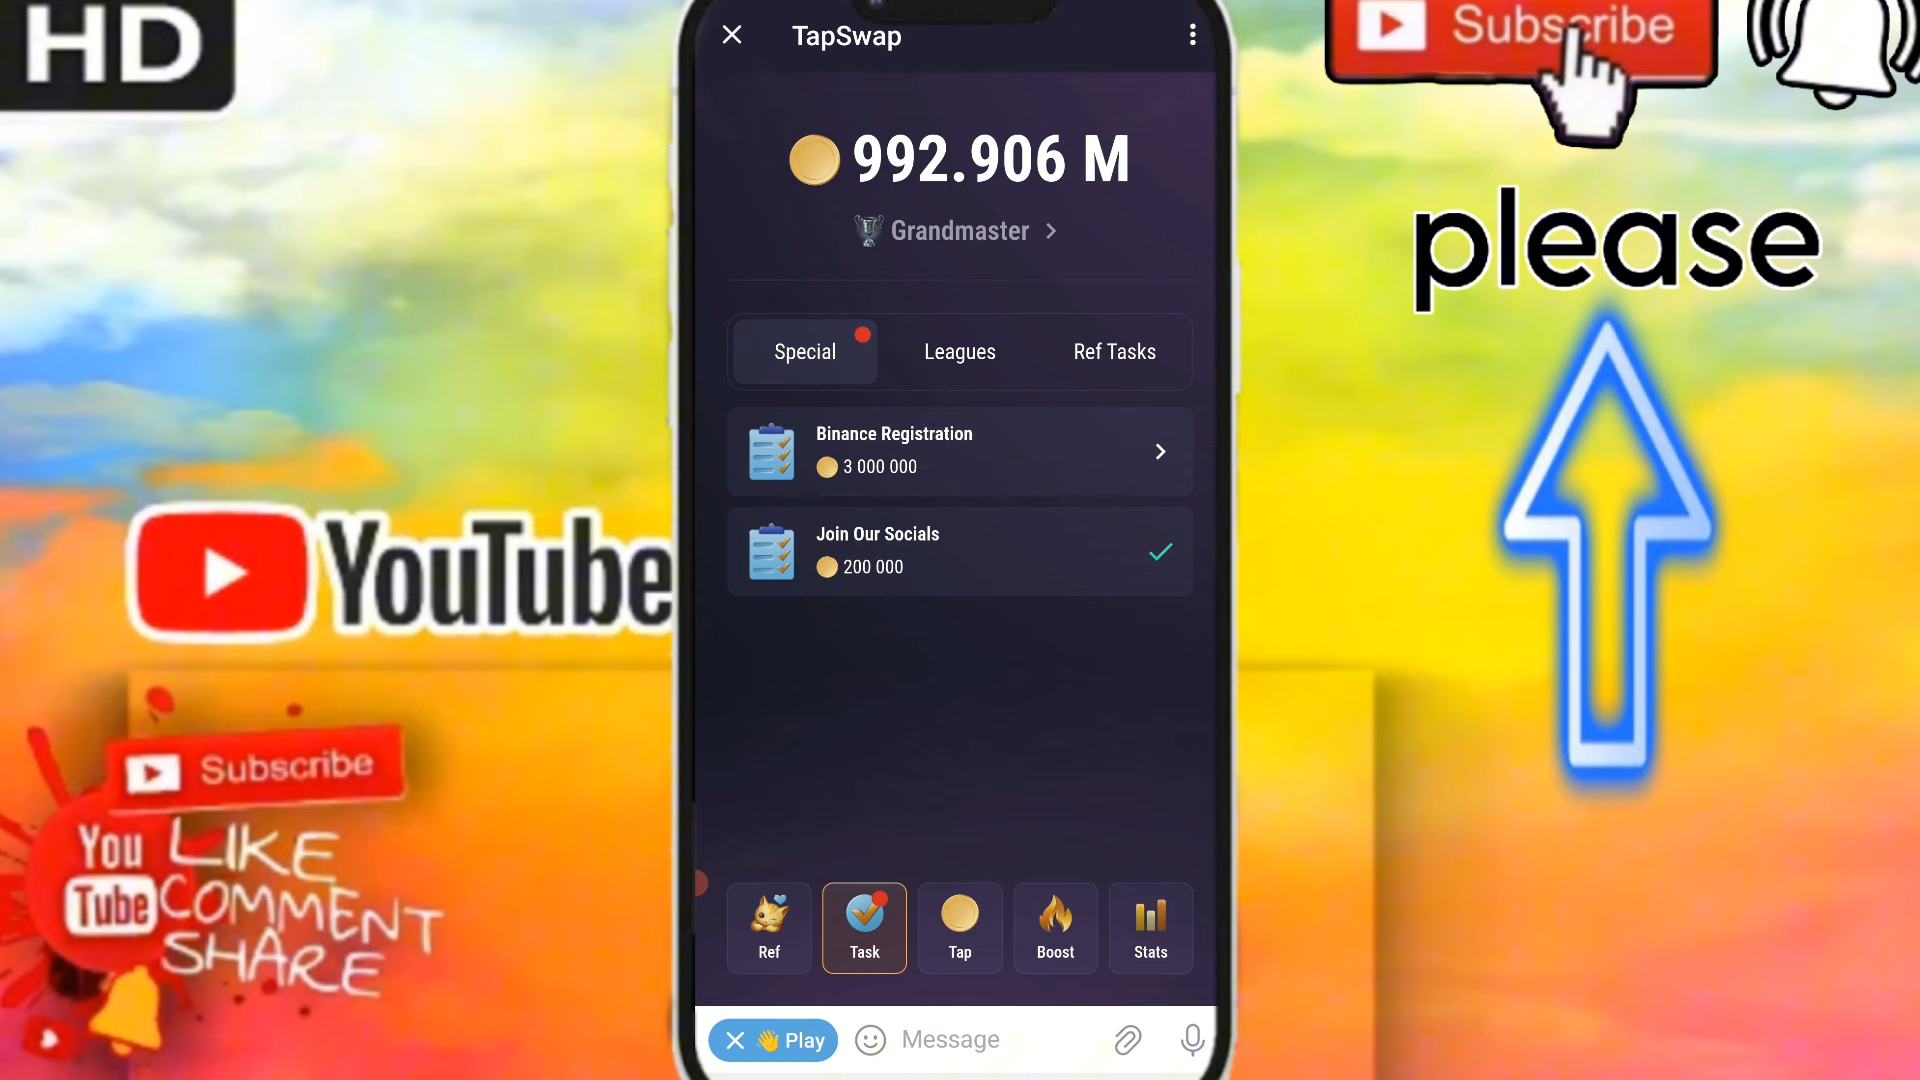 HD
Subscribe
please
YouTube
Subscribe
You
Tube
LIKE
COMMENT
SHARE
TapSwap
992.906 M
Grandmaster
Special
Leagues
Ref Tasks
Binance Registration
3 000 000
Join Our Socials
200 000
Ref
Task
Tap
Boost
Stats
👋 Play
Message